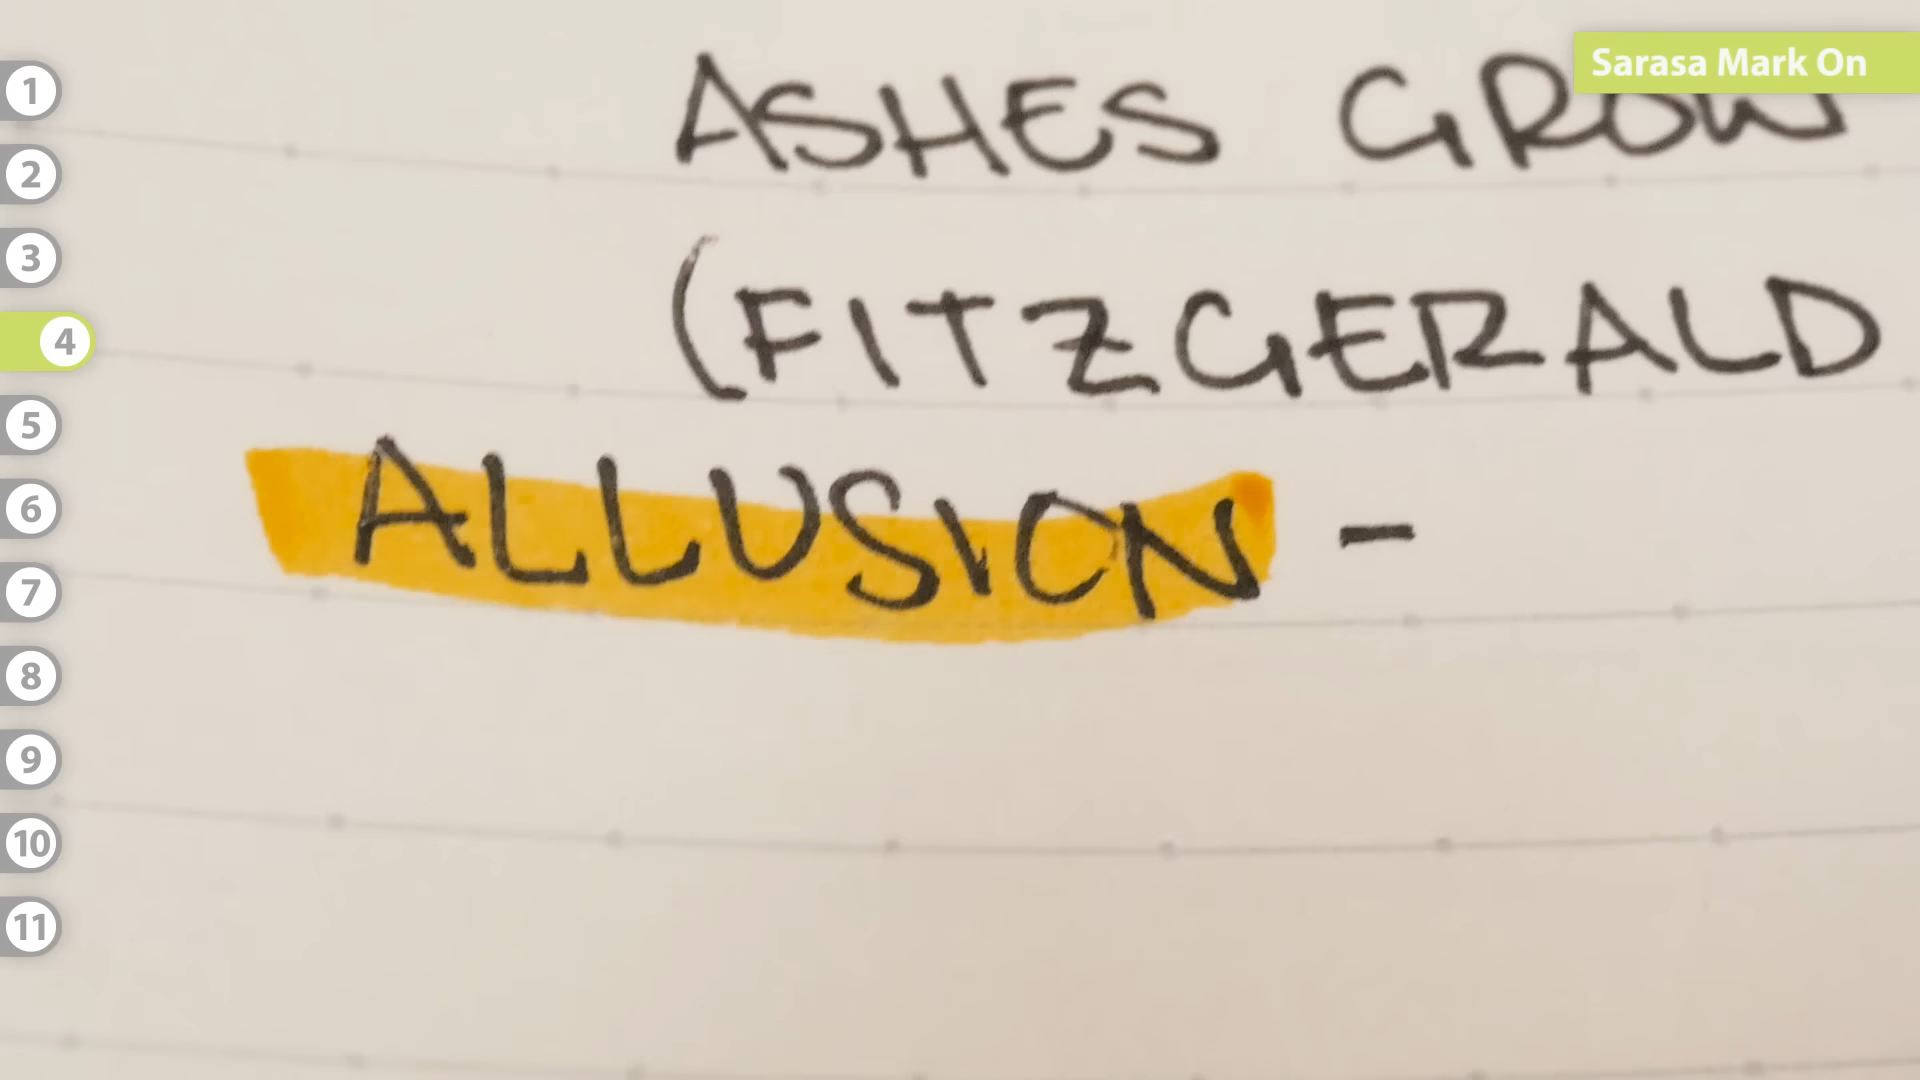 Sarasa Mark On
ASHES GROW
(FITZGERALD
ALLUSION -
1
2
3
4
5
6
7
8
9
10
11